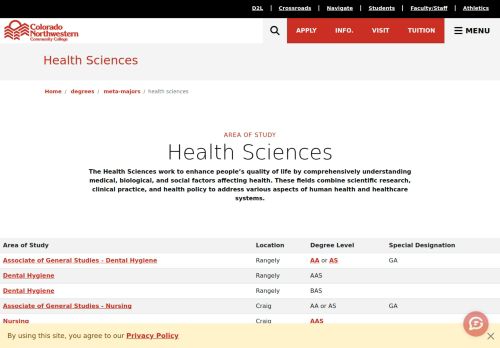 D2L | Crossroads | Navigate | Students | Faculty/Staff | Athletics
Colorado
Northwestern
Community College
APPLY INFO. VISIT TUITION MENU
Health Sciences
Home / degrees / meta-majors / health sciences
AREA OF STUDY
Health Sciences
The Health Sciences work to enhance people's quality of life by comprehensively understanding
medical, biological, and social factors affecting health. These fields combine scientific research,
clinical practice, and health policy to address various aspects of human health and healthcare
systems.
Area of Study Location Degree Level Special Designation
Associate of General Studies - Dental Hygiene Rangely AA or AS GA
Dental Hygiene Rangely AAS
Dental Hygiene Rangely BAS
Associate of General Studies - Nursing Craig AA or AS GA
Nursing Craig AAS
By using this site, you agree to our Privacy Policy